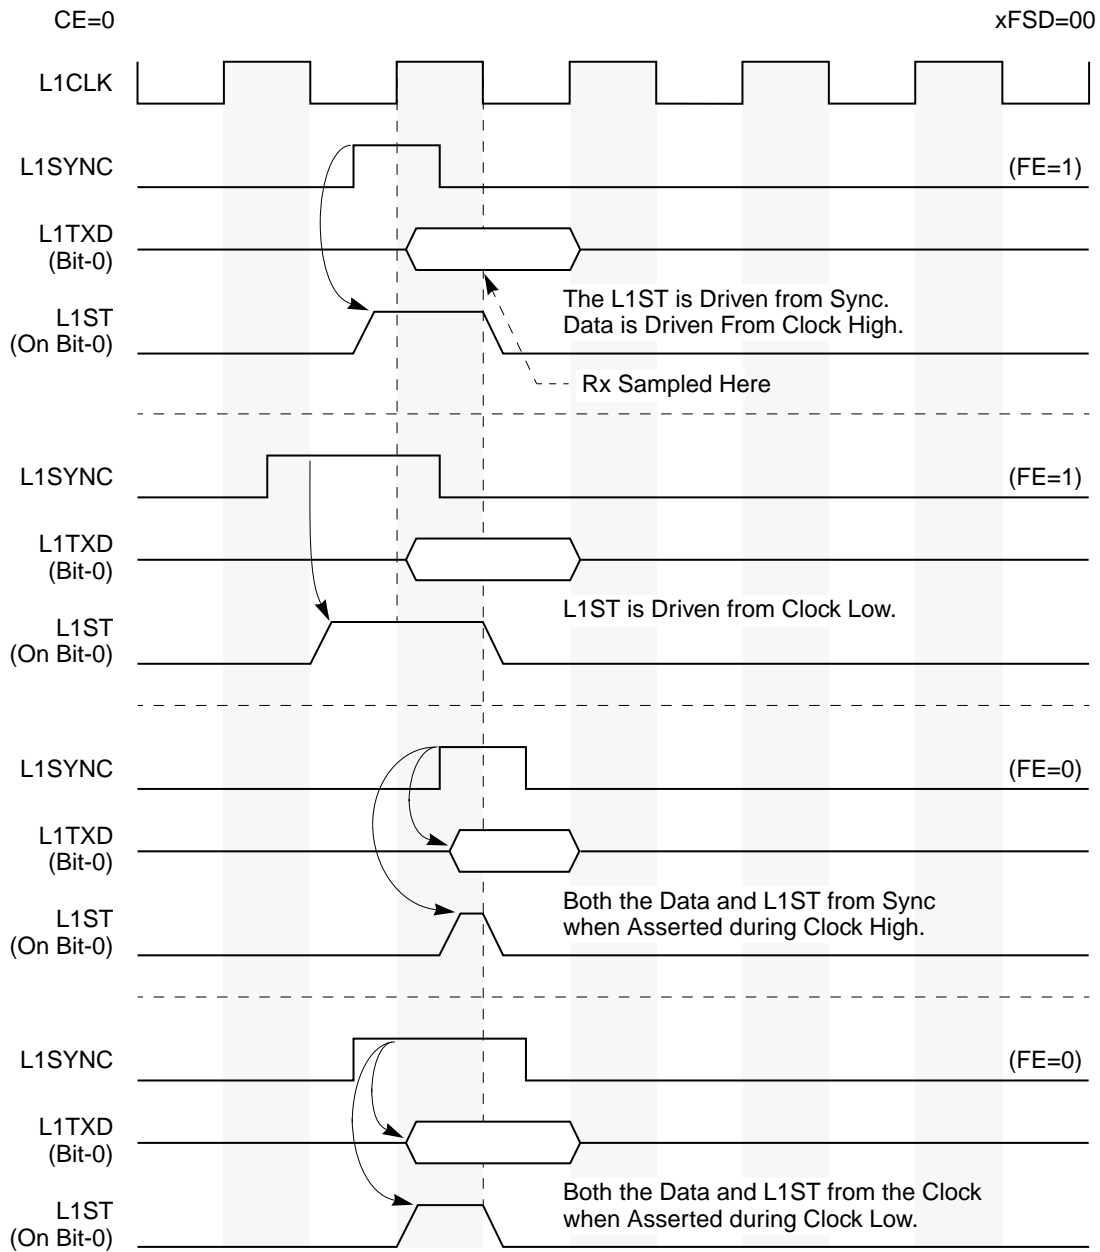 CE=0 xFSD=00
L1CLK
L1SYNC (FE=1)
L1TXD
(Bit-0)
The L1ST is Driven from Sync.
Data is Driven From Clock High.
L1ST
(On Bit-0)
Rx Sampled Here
L1SYNC (FE=1)
L1TXD
(Bit-0)
L1ST is Driven from Clock Low.
L1ST
(On Bit-0)
L1SYNC (FE=0)
L1TXD
(Bit-0)
Both the Data and L1ST from Sync
when Asserted during Clock High.
L1ST
(On Bit-0)
L1SYNC (FE=0)
L1TXD
(Bit-0)
Both the Data and L1ST from the Clock
when Asserted during Clock Low.
L1ST
(On Bit-0)